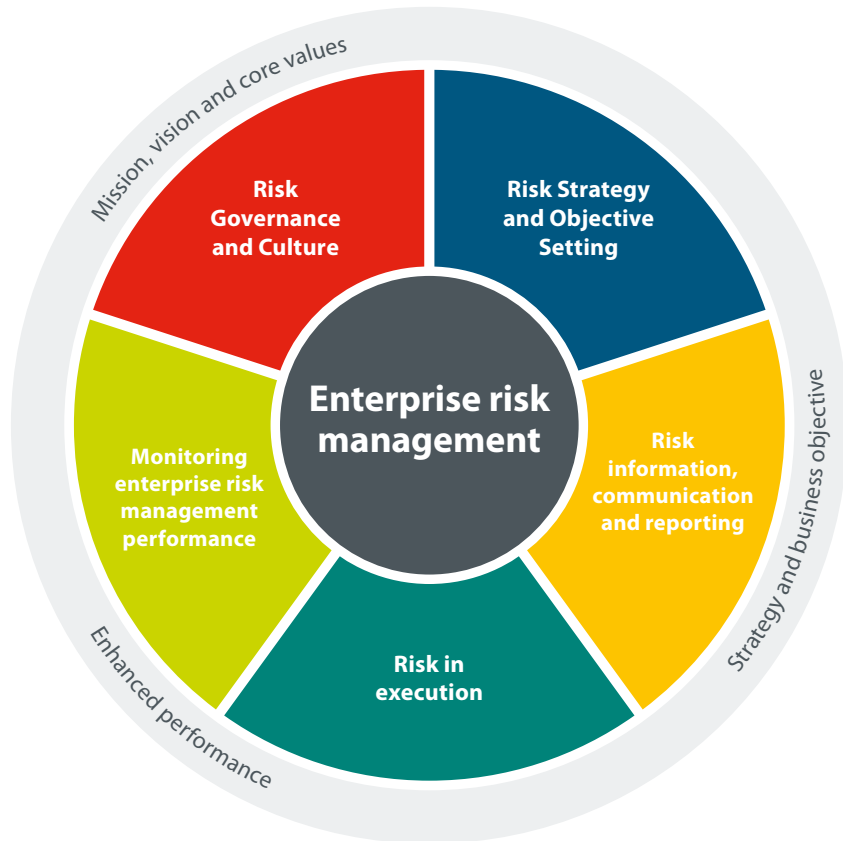 Mission, vision and core values
Risk
Governance
and Culture
Risk Strategy
and Objective
Setting
Enterprise risk
management
Monitoring
enterprise risk
management
performance
Risk
information,
communication
and reporting
Risk in
execution
Strategy and business objective
Enhanced performance